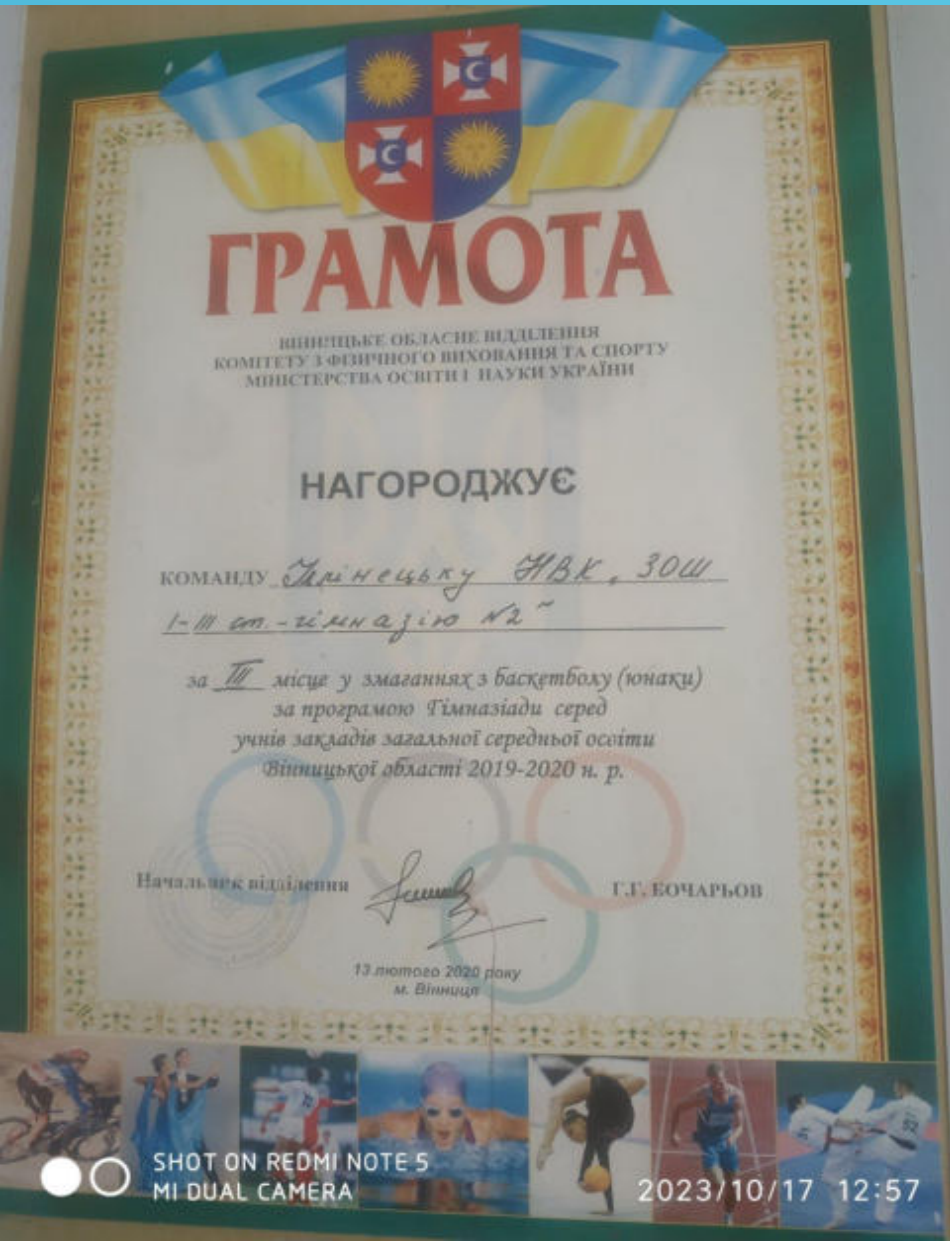 С
С
ГРАМОТА
ВІННИЦЬКЕ ОБЛАСНЕ ВІДДІЛЕННЯ
КОМІТЕТУ З ФІЗИЧНОГО ВИХОВАННЯ ТА СПОРТУ
МІНІСТЕРСТВА ОСВІТИ І НАУКИ УКРАЇНИ
НАГОРОДЖУЄ
КОМАНДУ Іллінецьку НВК „ЗОШ
I-III ст.-гімназію №2"
за III місце у змаганнях з баскетболу (юнаки)
за програмою Гімназіади серед
учнів закладів загальної середньої освіти
Вінницької області 2019-2020 н. р.
Начальник відділення Г.Г. БОЧАРЬОВ
13 лютого 2020 року
м. Вінниця
SHOT ON REDMI NOTE 5
MI DUAL CAMERA
2023/10/17 12:57